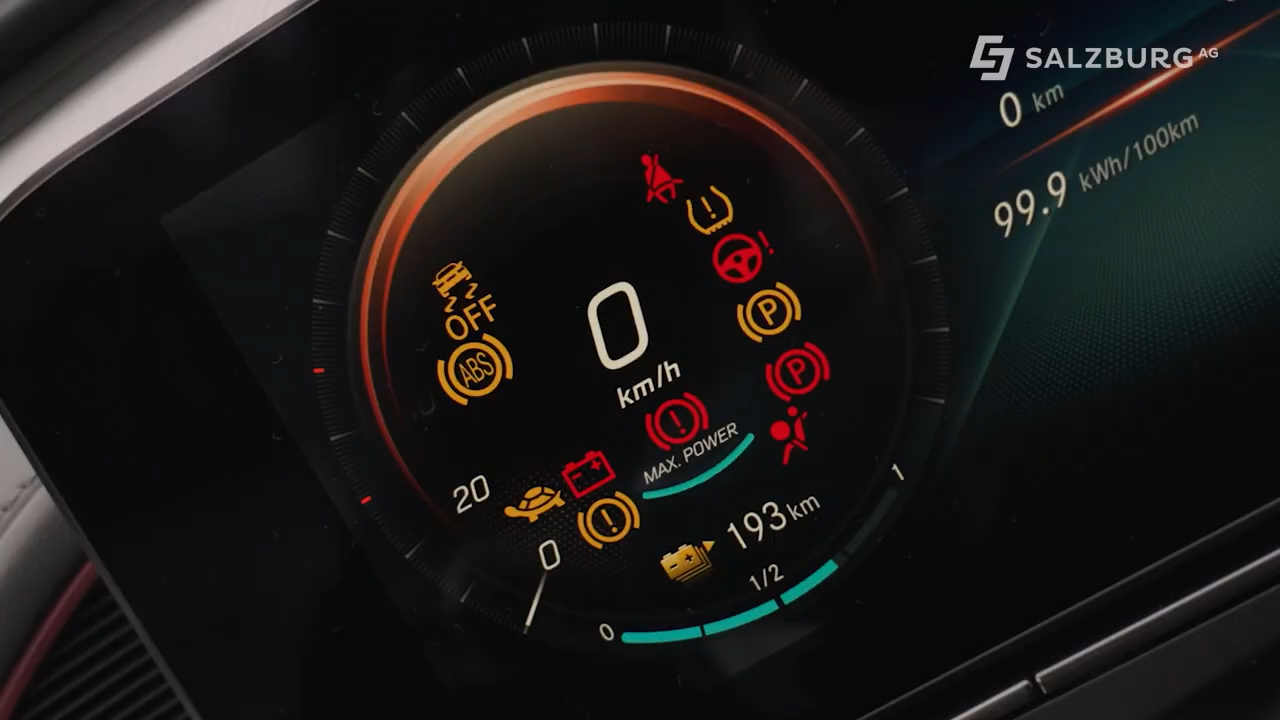 SALZBURG AG
0 km
99.9 kWh/100km
OFF
ABS
0
km/h
P
P
MAX. POWER
20
0
193 km
1/2
0
1